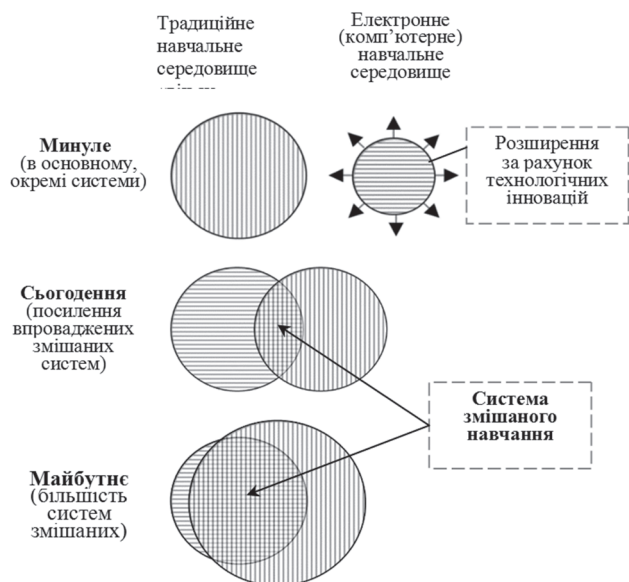 Традиційне
навчальне
середовище
Електронне
(комп’ютерне)
навчальне
середовище
Минуле
(в основному,
окремі системи)
Розширення
за рахунок
технологічних
інновацій
Сьогодення
(посилення
впроваджених
змішаних
систем)
Система
змішаного
навчання
Майбутнє
(більшість
систем
змішаних)